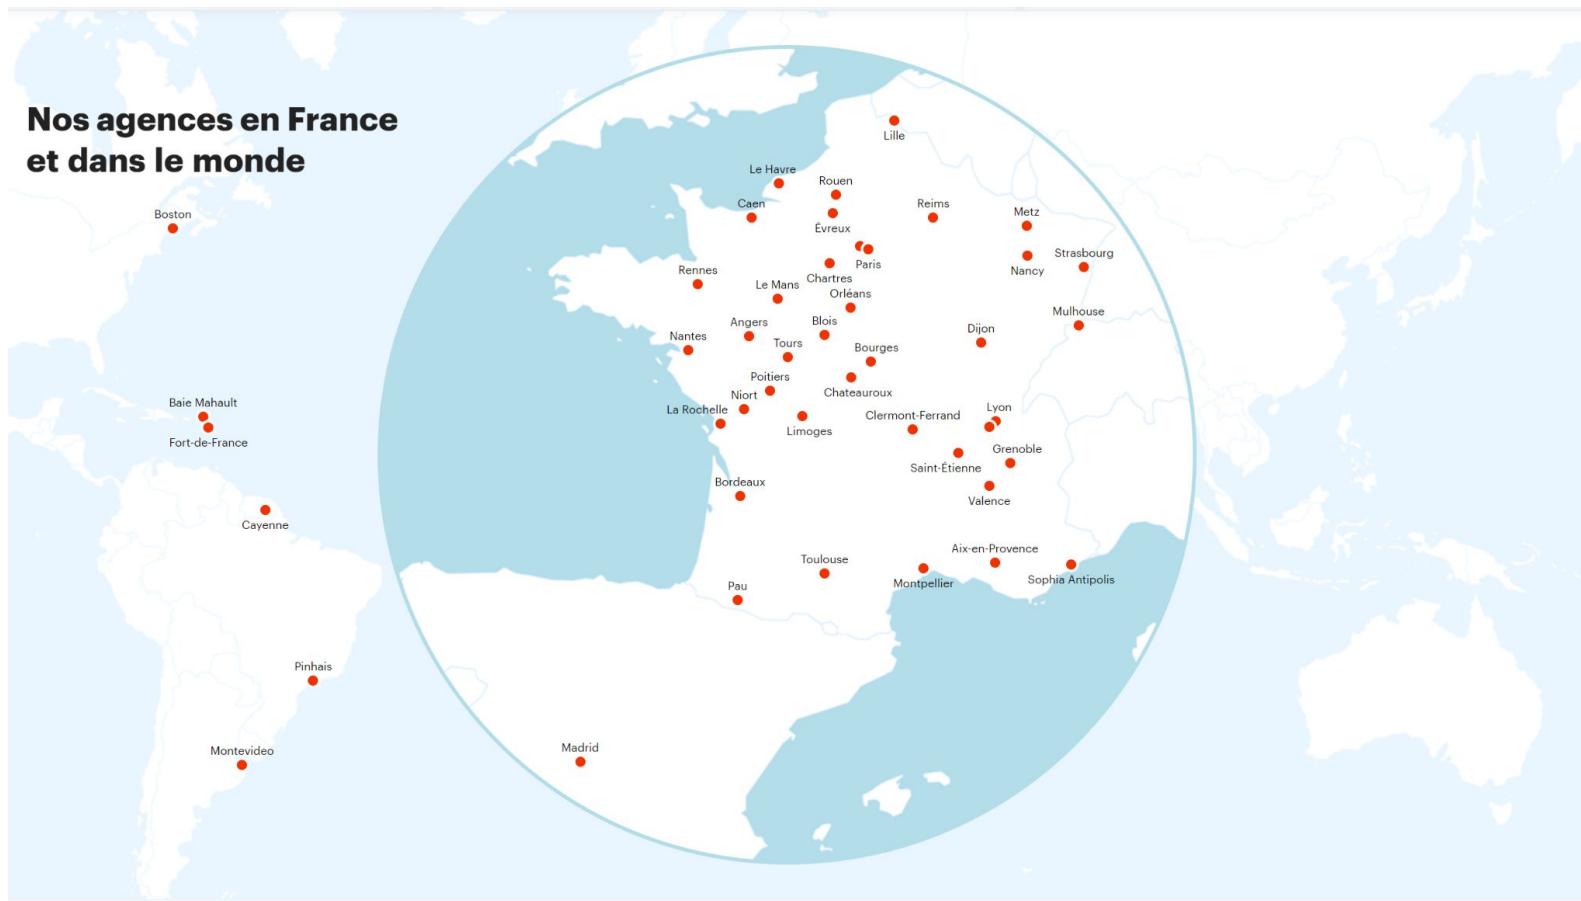 Nos agences en France
et dans le monde
Lille
Le Havre
Rouen
Caen
Reims
Boston
Metz
Évreux
Strasbourg
Paris
Rennes
Nancy
Chartres
Le Mans
Orléans
Mulhouse
Blois
Angers
Dijon
Nantes
Tours
Bourges
Poitiers
Chateauroux
Niort
Baie Mahault
La Rochelle
Lyon
Clermont-Ferrand
Limoges
Fort-de-France
Grenoble
Saint-Étienne
Bordeaux
Valence
Cayenne
Aix-en-Provence
Toulouse
Sophia Antipolis
Montpellier
Pau
Pinhais
Madrid
Montevideo